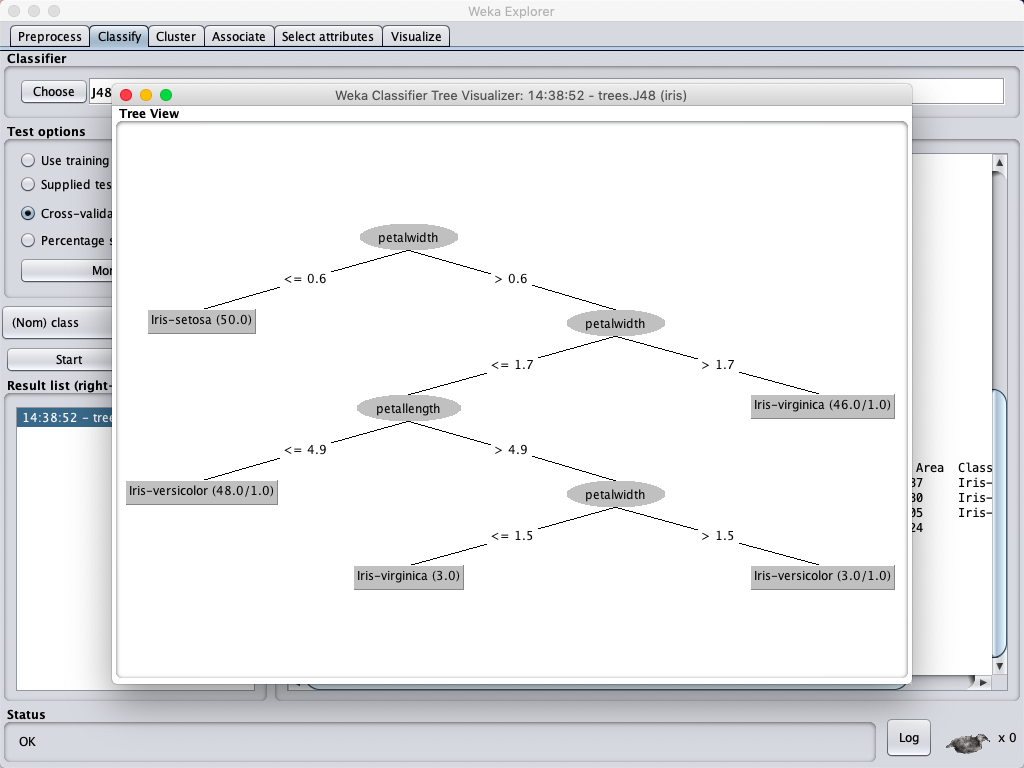 Weka Explorer
Preprocess Classify Cluster Associate Select attributes Visualize
Classifier
Choose J48
Weka Classifier Tree Visualizer: 14:38:52 - trees.J48 (iris)
Tree View
Test options
Use training
Supplied tes
Cross-valida
Percentage s
Mor
(Nom) class
Start
Result list (right-
14:38:52 - tree
petalwidth
<= 0.6 > 0.6
Iris-setosa (50.0)
petalwidth
<= 1.7 > 1.7
petallength
Iris-virginica (46.0/1.0)
<= 4.9 > 4.9
Iris-versicolor (48.0/1.0)
petalwidth
<= 1.5 > 1.5
Iris-virginica (3.0)
Iris-versicolor (3.0/1.0)
Area Class
87 Iris-
80 Iris-
05 Iris-
24
Status
OK
Log
x 0